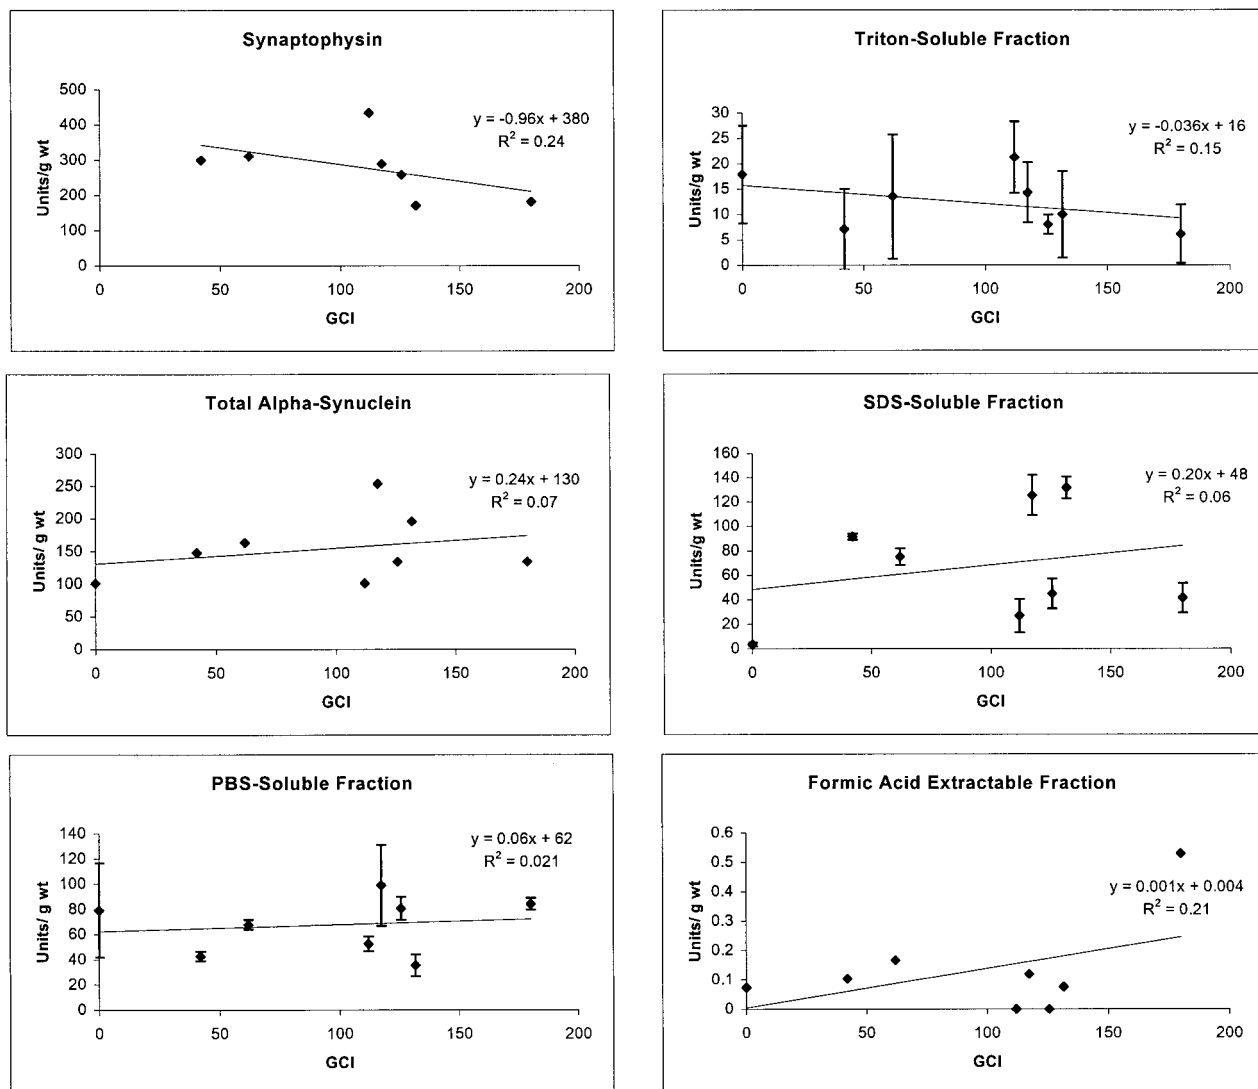 Synaptophysin
y = -0.96x + 380
R² = 0.24
Units/g wt
500
400
300
200
100
0
0 50 100 150 200
GCI
Triton-Soluble Fraction
y = -0.036x + 16
R² = 0.15
Units/g wt
30
25
20
15
10
5
0
0 50 100 150 200
GCI
Total Alpha-Synuclein
y = 0.24x + 130
R² = 0.07
Units/ g wt
300
250
200
150
100
50
0
0 50 100 150 200
GCI
SDS-Soluble Fraction
y = 0.20x + 48
R² = 0.06
Units/g wt
160
140
120
100
80
60
40
20
0
0 50 100 150 200
GCI
PBS-Soluble Fraction
y = 0.06x + 62
R² = 0.021
Units/ g wt
140
120
100
80
60
40
20
0
0 50 100 150 200
GCI
Formic Acid Extractable Fraction
y = 0.001x + 0.004
R² = 0.21
Units/ g wt
0.6
0.5
0.4
0.3
0.2
0.1
0
0 50 100 150 200
GCI